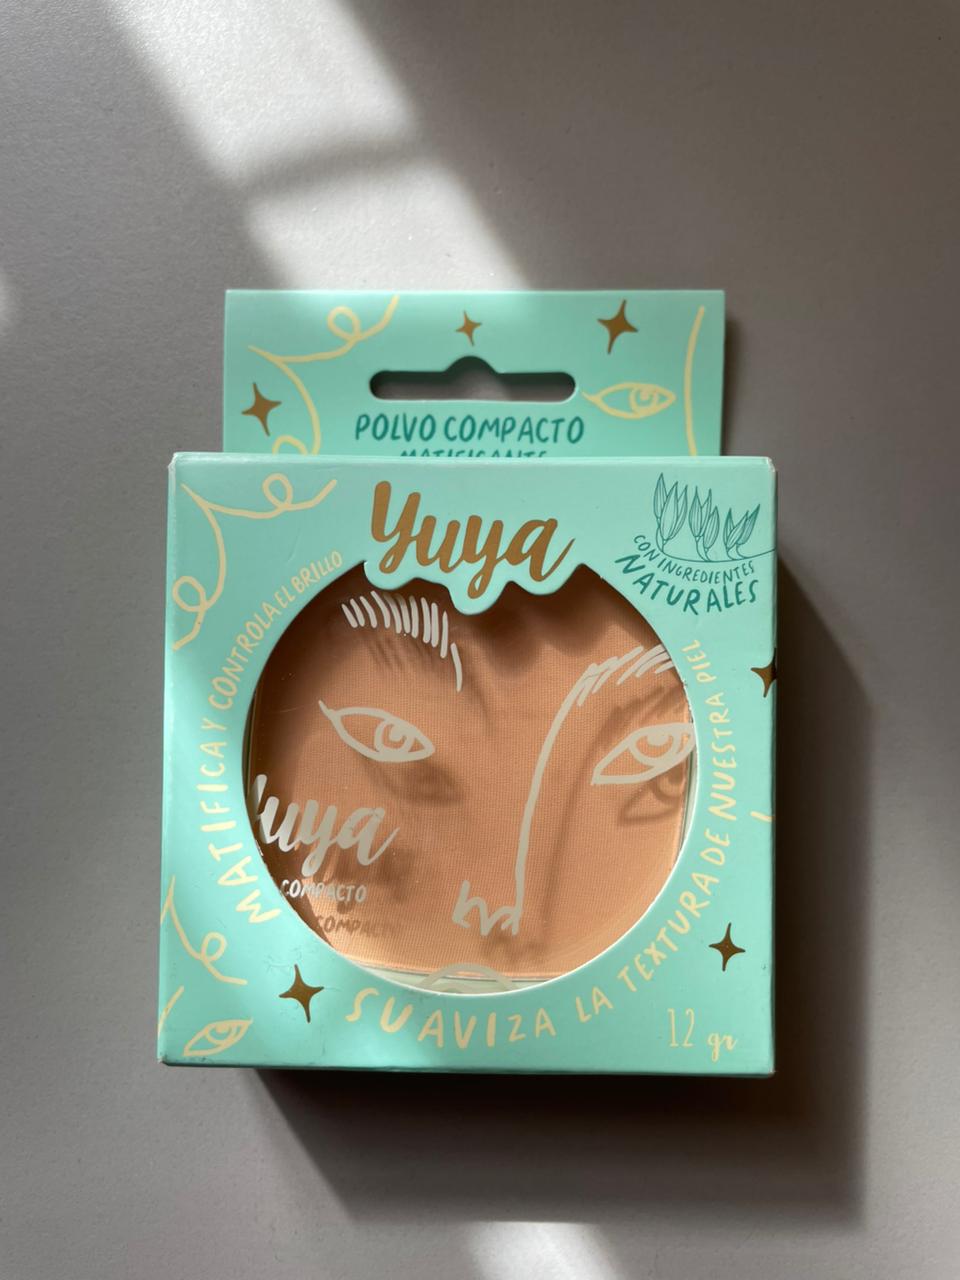 POLVO COMPACTO
MATIFICANTE
Yuya
CON INGREDIENTES
NATURALES
MATIFICA Y CONTROLA EL BRILLO
SUAVIZA LA TEXTURA DE NUESTRA PIEL
Yuya
COMPACTO
12 gr